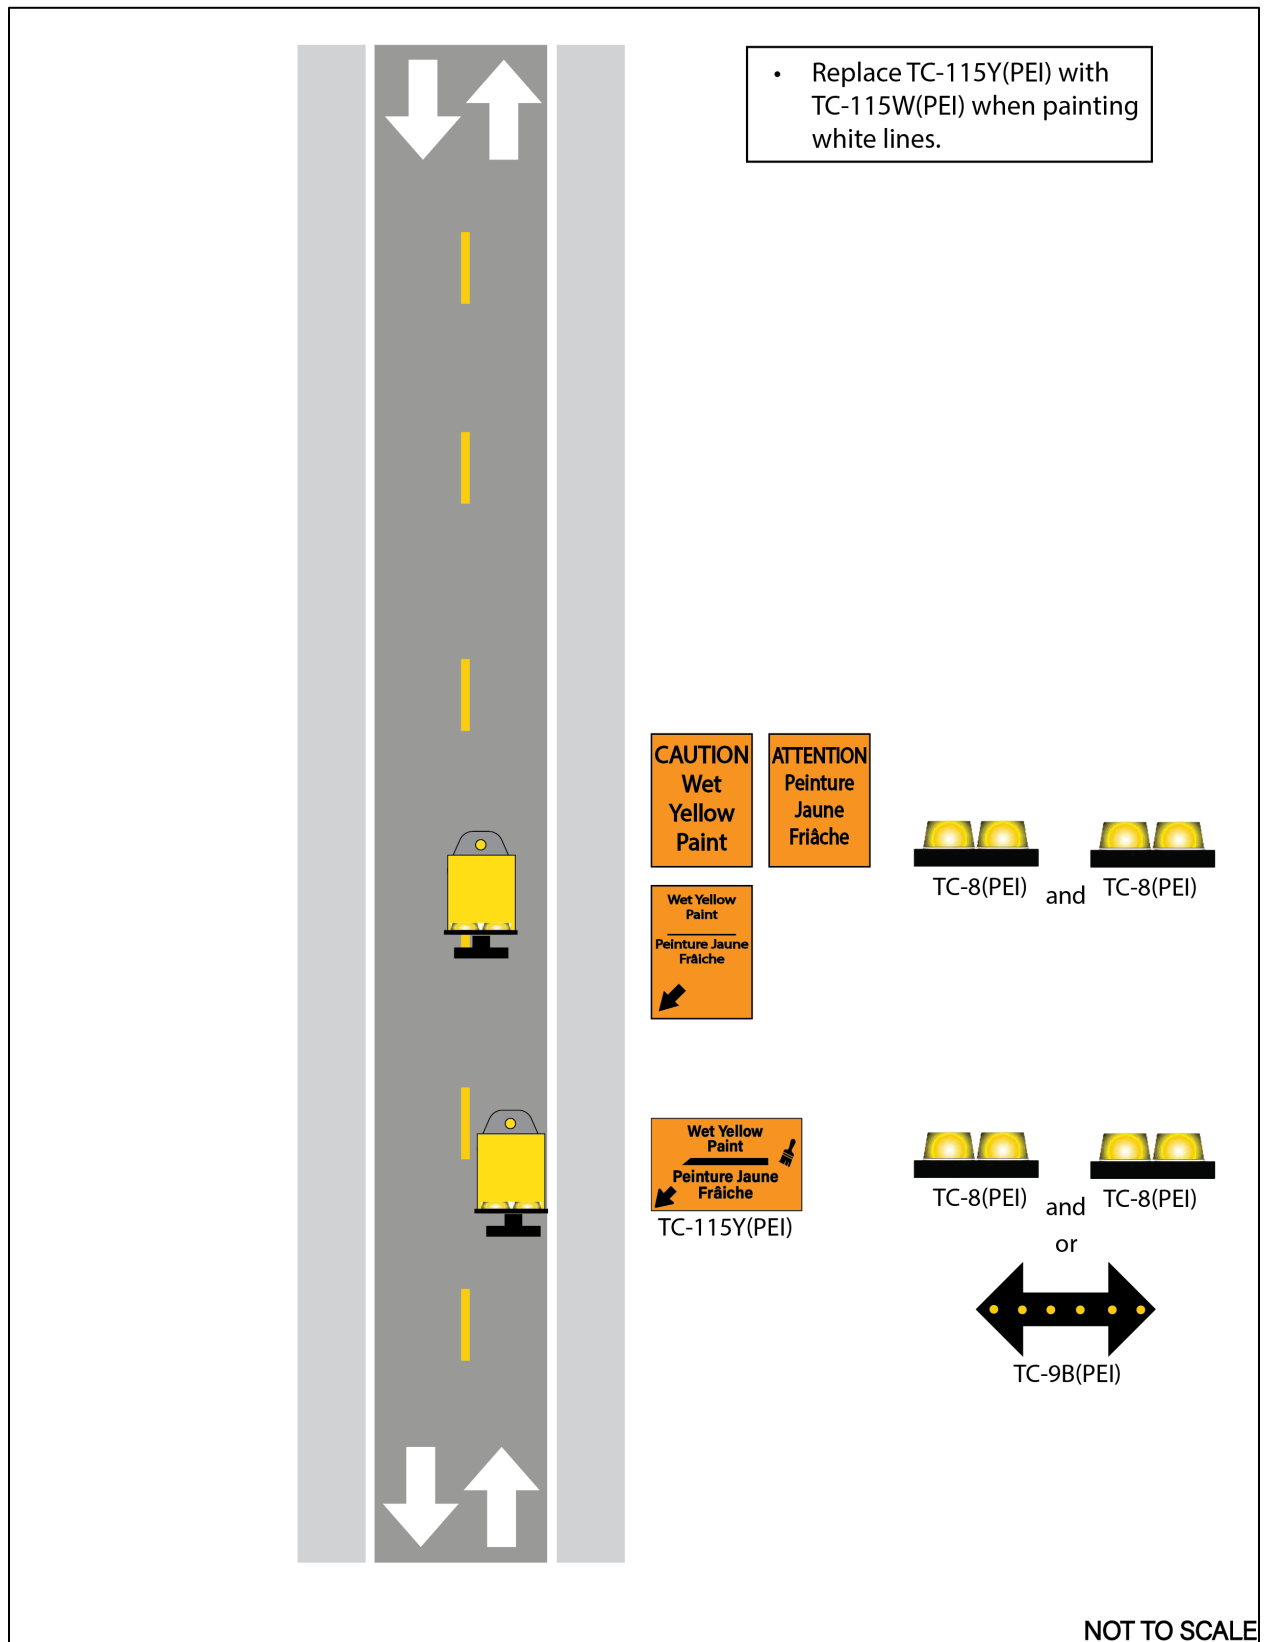 • Replace TC-115Y(PEI) with
TC-115W(PEI) when painting
white lines.
CAUTION
Wet
Yellow
Paint
ATTENTION
Peinture
Jaune
Friâche
TC-8(PEI) and TC-8(PEI)
Wet Yellow
Paint
Peinture Jaune
Frâiche
Wet Yellow
Paint
Peinture Jaune
Frâiche
TC-115Y(PEI)
TC-8(PEI) and TC-8(PEI)
or
TC-9B(PEI)
NOT TO SCALE